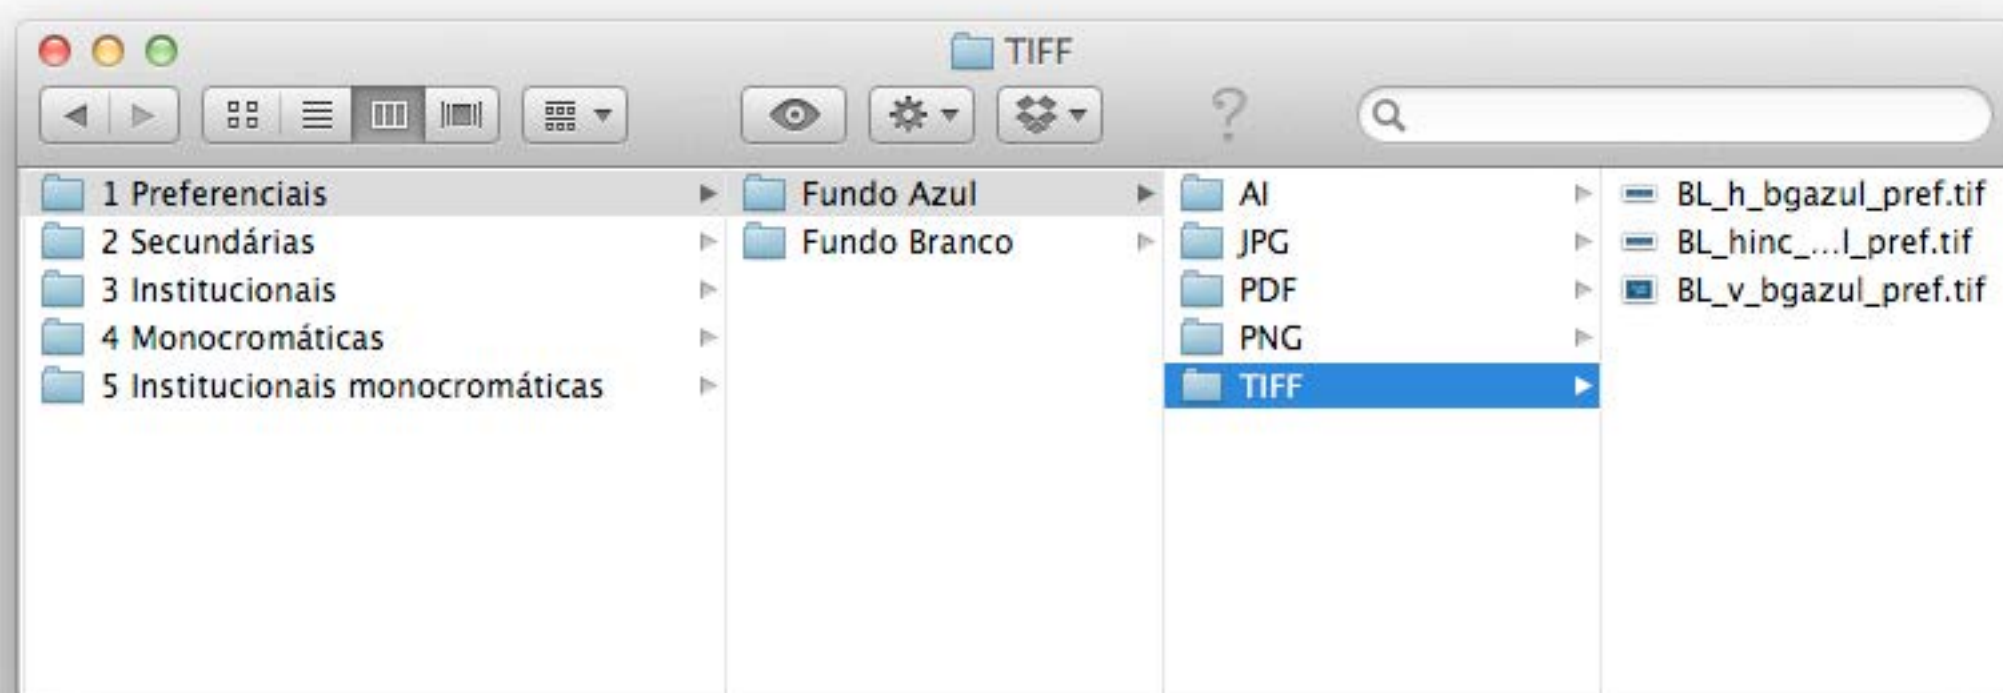 TIFF
1 Preferenciais
2 Secundárias
3 Institucionais
4 Monocromáticas
5 Institucionais monocromáticas
Fundo Azul
Fundo Branco
AI
JPG
PDF
PNG
TIFF
BL_h_bgazul_pref.tif
BL_hinc_...l_pref.tif
BL_v_bgazul_pref.tif